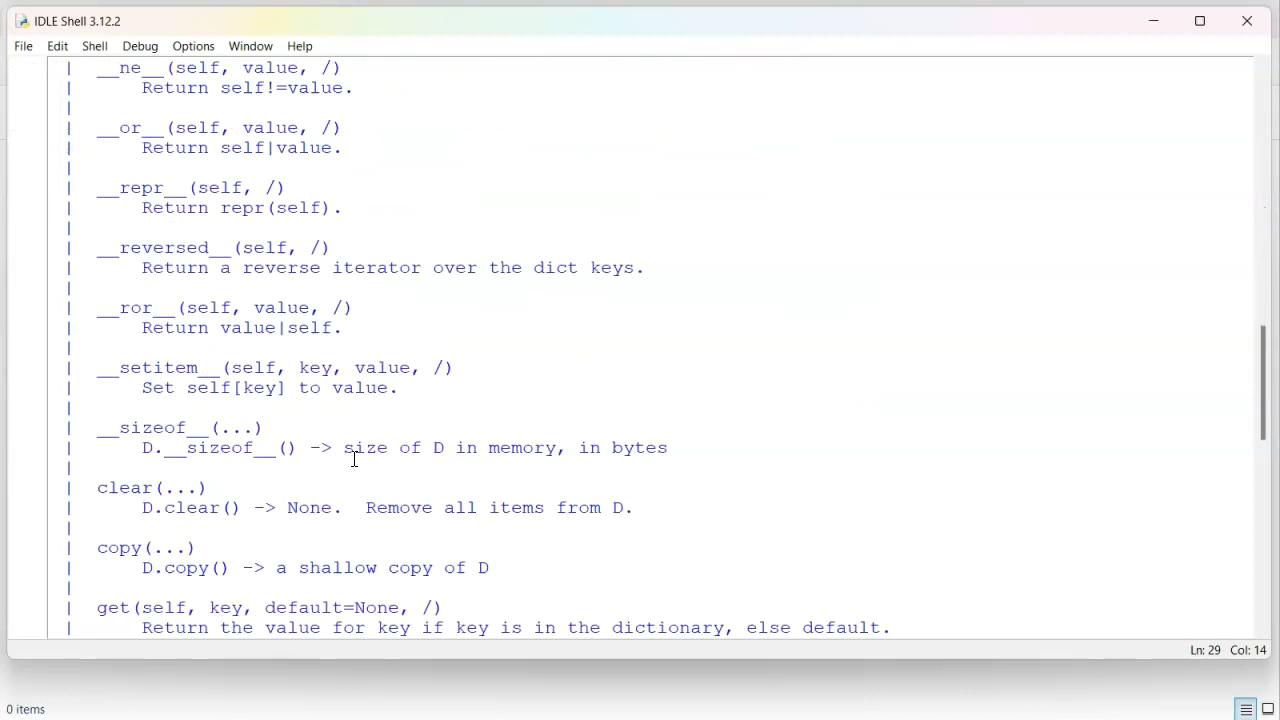 IDLE Shell 3.12.2
File Edit Shell Debug Options Window Help
| __ne__(self, value, /)
|     Return self!=value.
|
| __or__(self, value, /)
|     Return self|value.
|
| __repr__(self, /)
|     Return repr(self).
|
| __reversed__(self, /)
|     Return a reverse iterator over the dict keys.
|
| __ror__(self, value, /)
|     Return value|self.
|
| __setitem__(self, key, value, /)
|     Set self[key] to value.
|
| __sizeof__(...)
|     D.__sizeof__() -> size of D in memory, in bytes
|
| clear(...)
|     D.clear() -> None.  Remove all items from D.
|
| copy(...)
|     D.copy() -> a shallow copy of D
|
| get(self, key, default=None, /)
|     Return the value for key if key is in the dictionary, else default.
Ln: 29 Col: 14
0 items